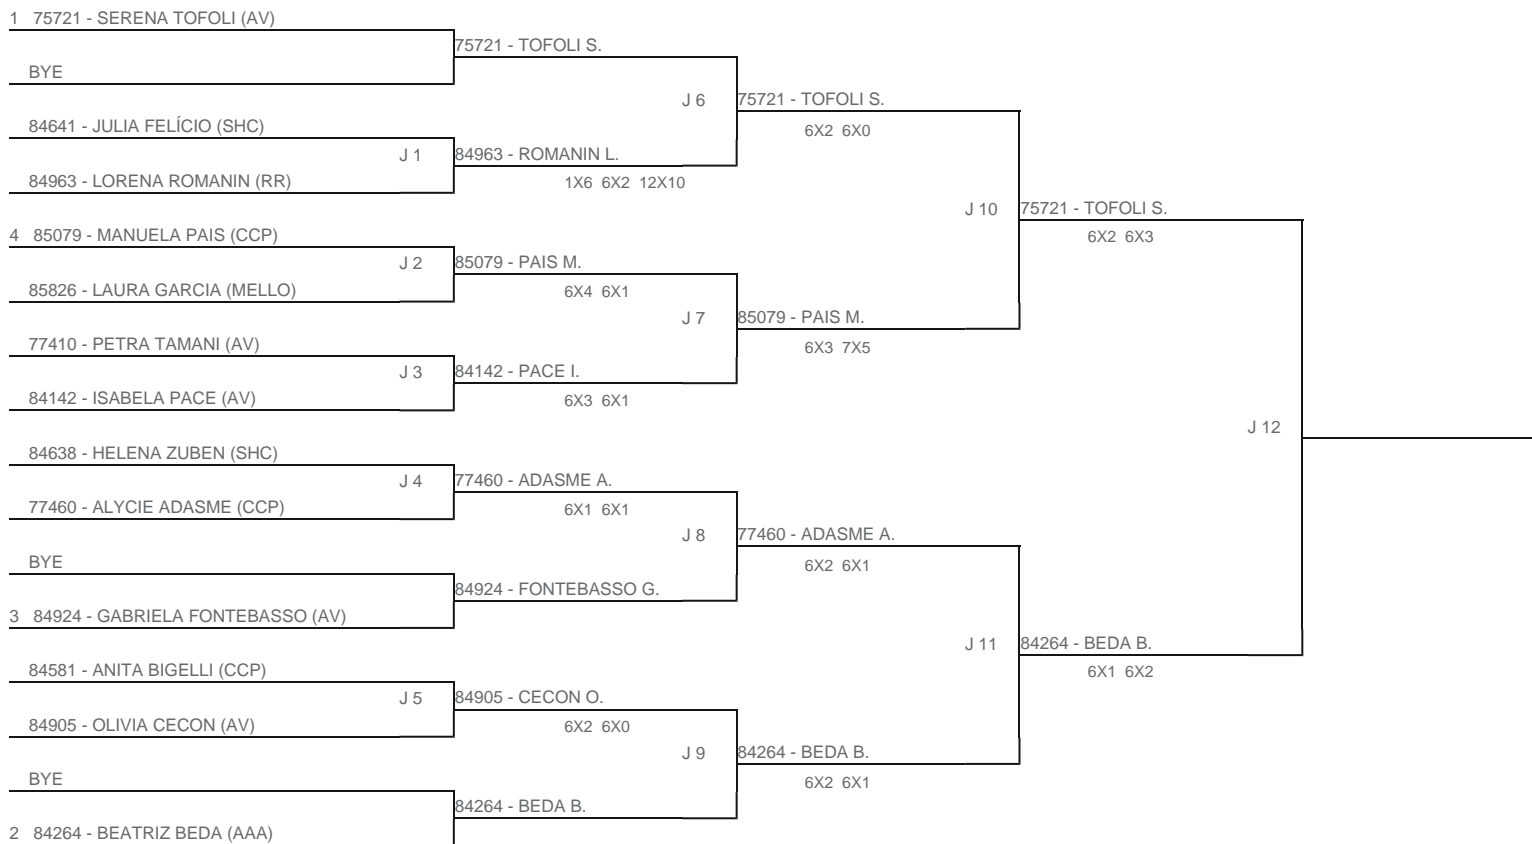 1 75721 - SERENA TOFOLI (AV)
75721 - TOFOLI S.
BYE
J 6
75721 - TOFOLI S.
6X2 6X0
84641 - JULIA FELÍCIO (SHC)
J 1
84963 - ROMANIN L.
84963 - LORENA ROMANIN (RR)
1X6 6X2 12X10
J 10
75721 - TOFOLI S.
6X2 6X3
4 85079 - MANUELA PAIS (CCP)
J 2
85079 - PAIS M.
85826 - LAURA GARCIA (MELLO)
6X4 6X1
J 7
85079 - PAIS M.
6X3 7X5
77410 - PETRA TAMANI (AV)
J 3
84142 - PACE I.
84142 - ISABELA PACE (AV)
6X3 6X1
J 12
84638 - HELENA ZUBEN (SHC)
J 4
77460 - ADASME A.
77460 - ALYCIE ADASME (CCP)
6X1 6X1
J 8
77460 - ADASME A.
6X2 6X1
BYE
84924 - FONTEBASSO G.
3 84924 - GABRIELA FONTEBASSO (AV)
J 11
84264 - BEDA B.
6X1 6X2
84581 - ANITA BIGELLI (CCP)
J 5
84905 - CECON O.
84905 - OLIVIA CECON (AV)
6X2 6X0
J 9
84264 - BEDA B.
6X2 6X1
BYE
84264 - BEDA B.
2 84264 - BEATRIZ BEDA (AAA)